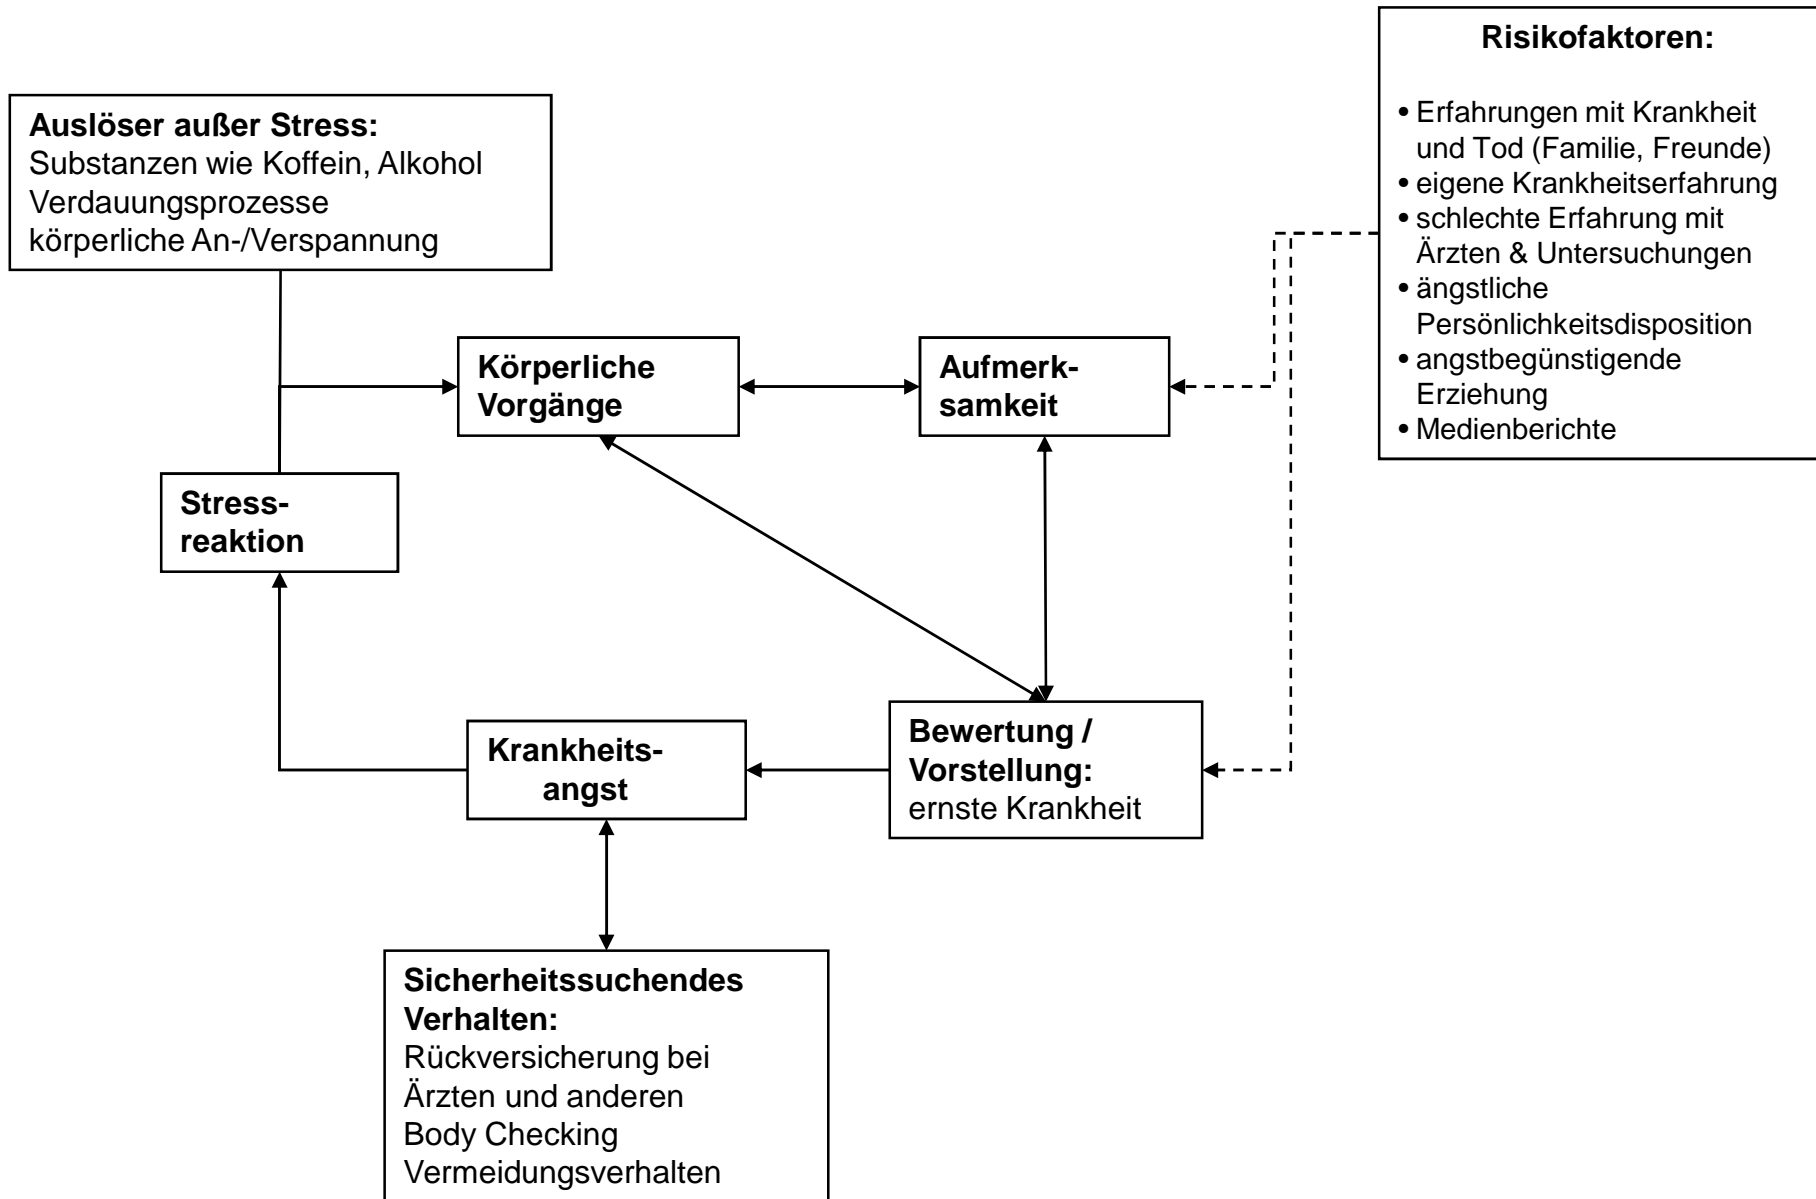 Risikofaktoren:
• Erfahrungen mit Krankheit
und Tod (Familie, Freunde)
• eigene Krankheitserfahrung
• schlechte Erfahrung mit
Ärzten & Untersuchungen
• ängstliche
Persönlichkeitsdisposition
• angstbegünstigende
Erziehung
• Medienberichte
Auslöser außer Stress:
Substanzen wie Koffein, Alkohol
Verdauungsprozesse
körperliche An-/Verspannung
Körperliche
Vorgänge
Aufmerk-
samkeit
Stress-
reaktion
Krankheits-
angst
Bewertung /
Vorstellung:
ernste Krankheit
Sicherheitssuchendes
Verhalten:
Rückversicherung bei
Ärzten und anderen
Body Checking
Vermeidungsverhalten